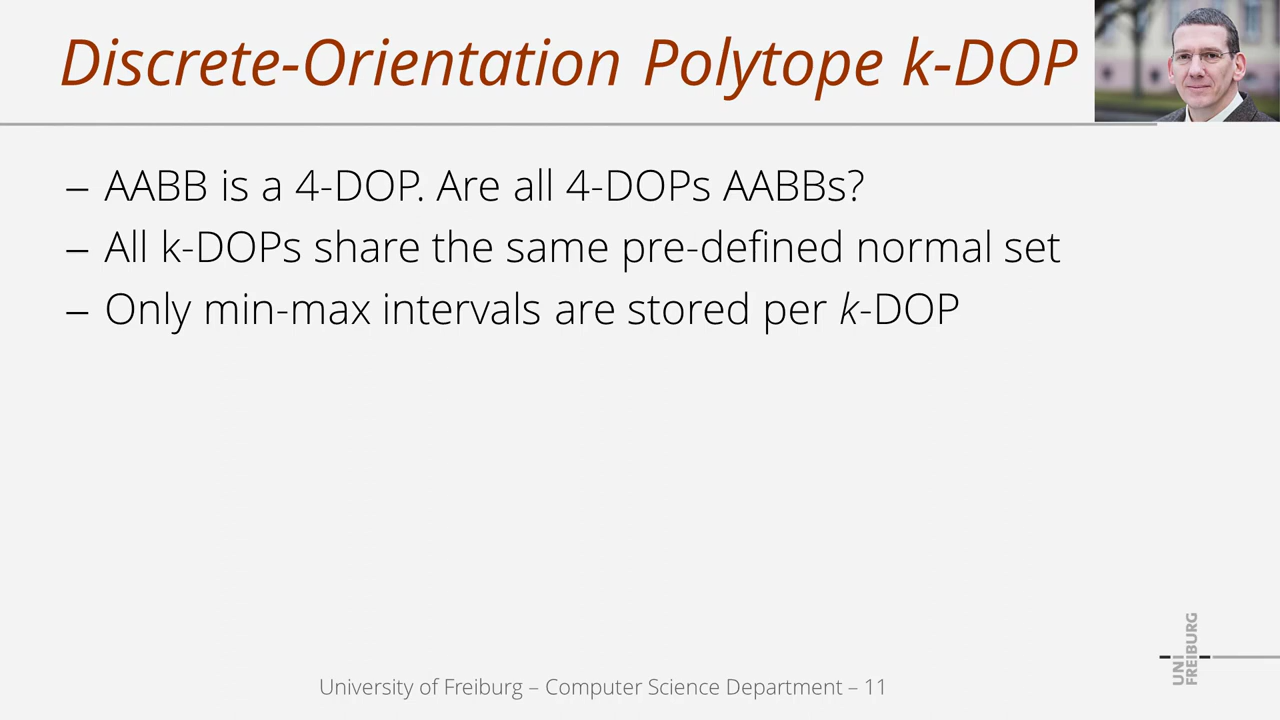 Discrete-Orientation Polytope k-DOP
– AABB is a 4-DOP. Are all 4-DOPs AABBs?
– All k-DOPs share the same pre-defined normal set
– Only min-max intervals are stored per k-DOP
UNI
FREIBURG
University of Freiburg – Computer Science Department – 11